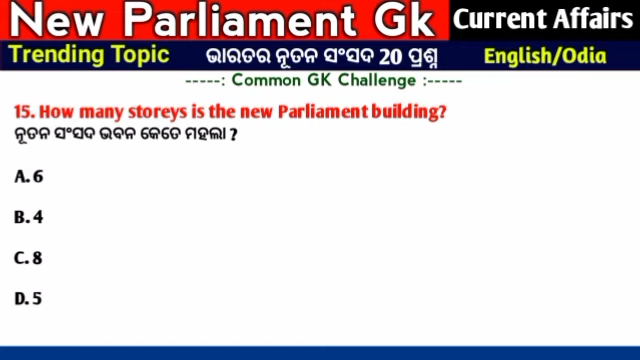 New Parliament Gk Current Affairs
Trending Topic ଭାରତର ନୂତନ ସଂସଦ 20 ପ୍ରଶ୍ନ English/Odia
-----: Common GK Challenge :-----
15. How many storeys is the new Parliament building?
ନୂତନ ସଂସଦ ଭବନ କେତେ ମହଲା ?
A. 6
B. 4
C. 8
D. 5